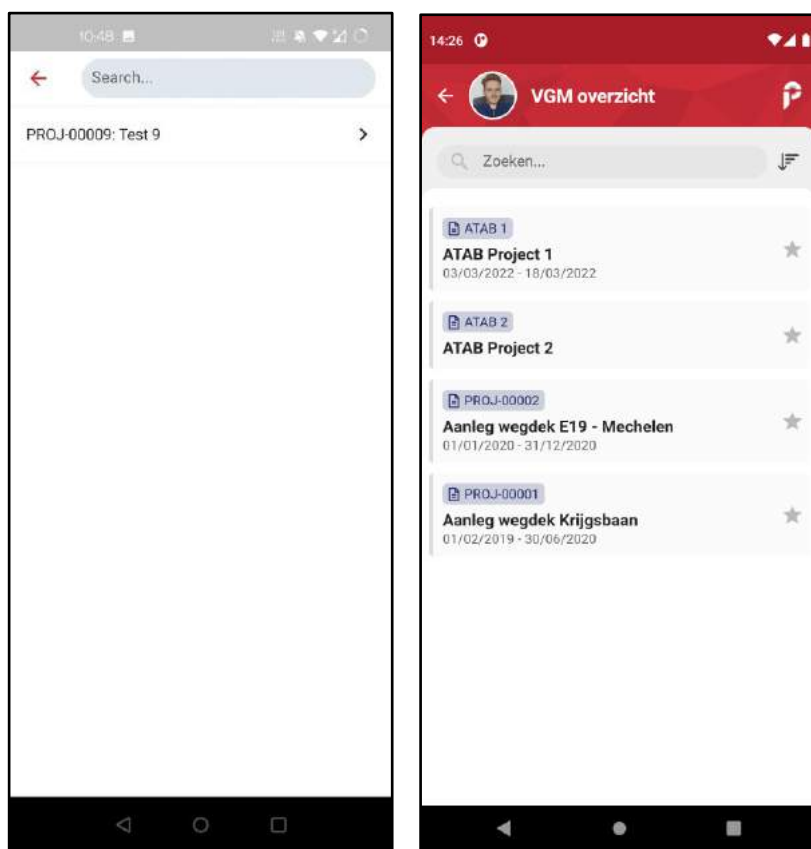 10:48
Search...
PROJ-00009: Test 9
14:26
VGM overzicht
Zoeken...
ATAB 1
ATAB Project 1
03/03/2022 - 18/03/2022
ATAB 2
ATAB Project 2
PROJ-00002
Aanleg wegdek E19 - Mechelen
01/01/2020 - 31/12/2020
PROJ-00001
Aanleg wegdek Krijgsbaan
01/02/2019 - 30/06/2020